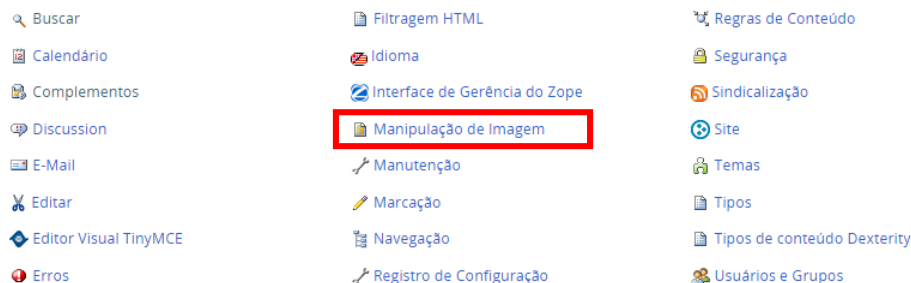 Buscar
Filtragem HTML
Regras de Conteúdo
Calendário
Idioma
Segurança
Complementos
Interface de Gerência do Zope
Sindicalização
Discussion
Manipulação de Imagem
Site
E-Mail
Manutenção
Temas
Editar
Marcação
Tipos
Editor Visual TinyMCE
Navegação
Tipos de conteúdo Dexterity
Erros
Registro de Configuração
Usuários e Grupos